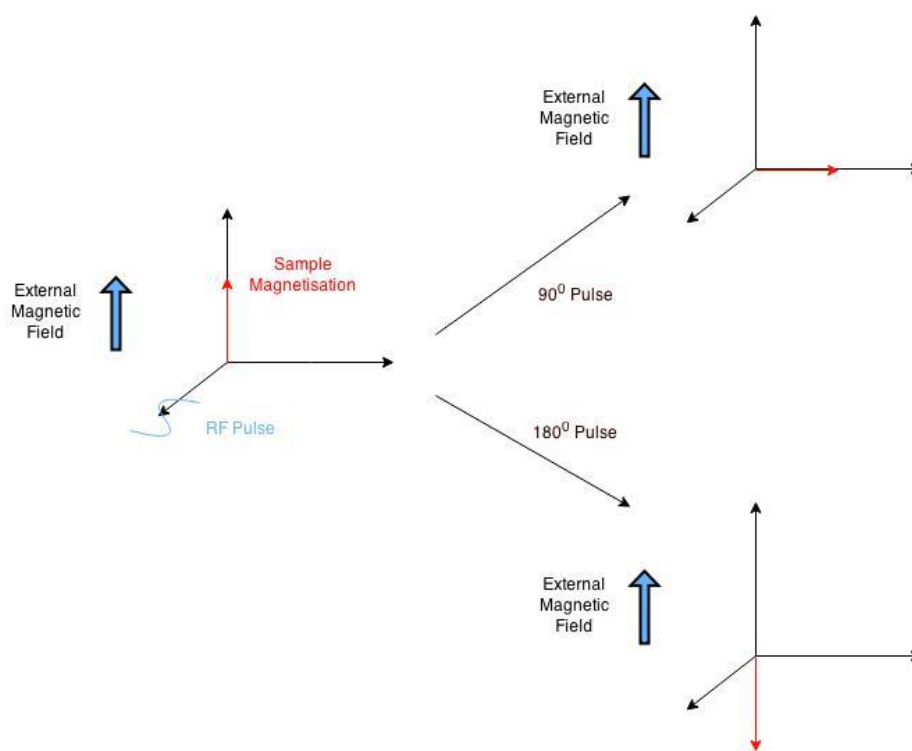 External
Magnetic
Field
Sample
Magnetisation
RF Pulse
90⁰ Pulse
180⁰ Pulse
External
Magnetic
Field
External
Magnetic
Field